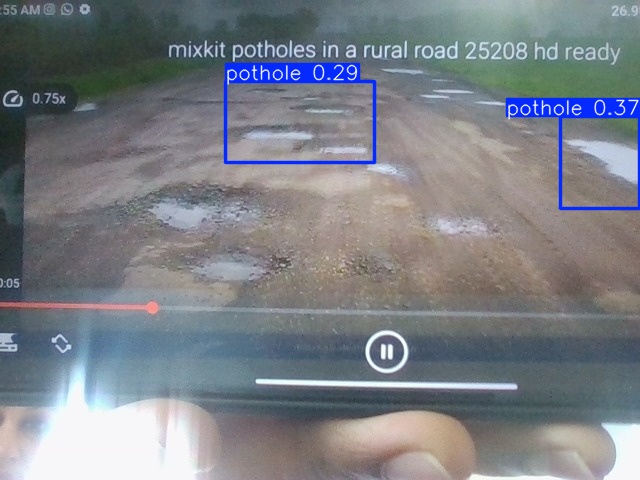 :55 AM
26.9
mixkit potholes in a rural road 25208 hd ready
pothole 0.29
0.75x
pothole 0.37
0:05